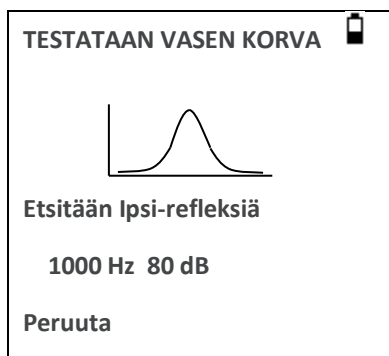 TESTATAAN VASEN KORVA
Etsitään Ipsi-refleksiä
1000 Hz 80 dB
Peruuta